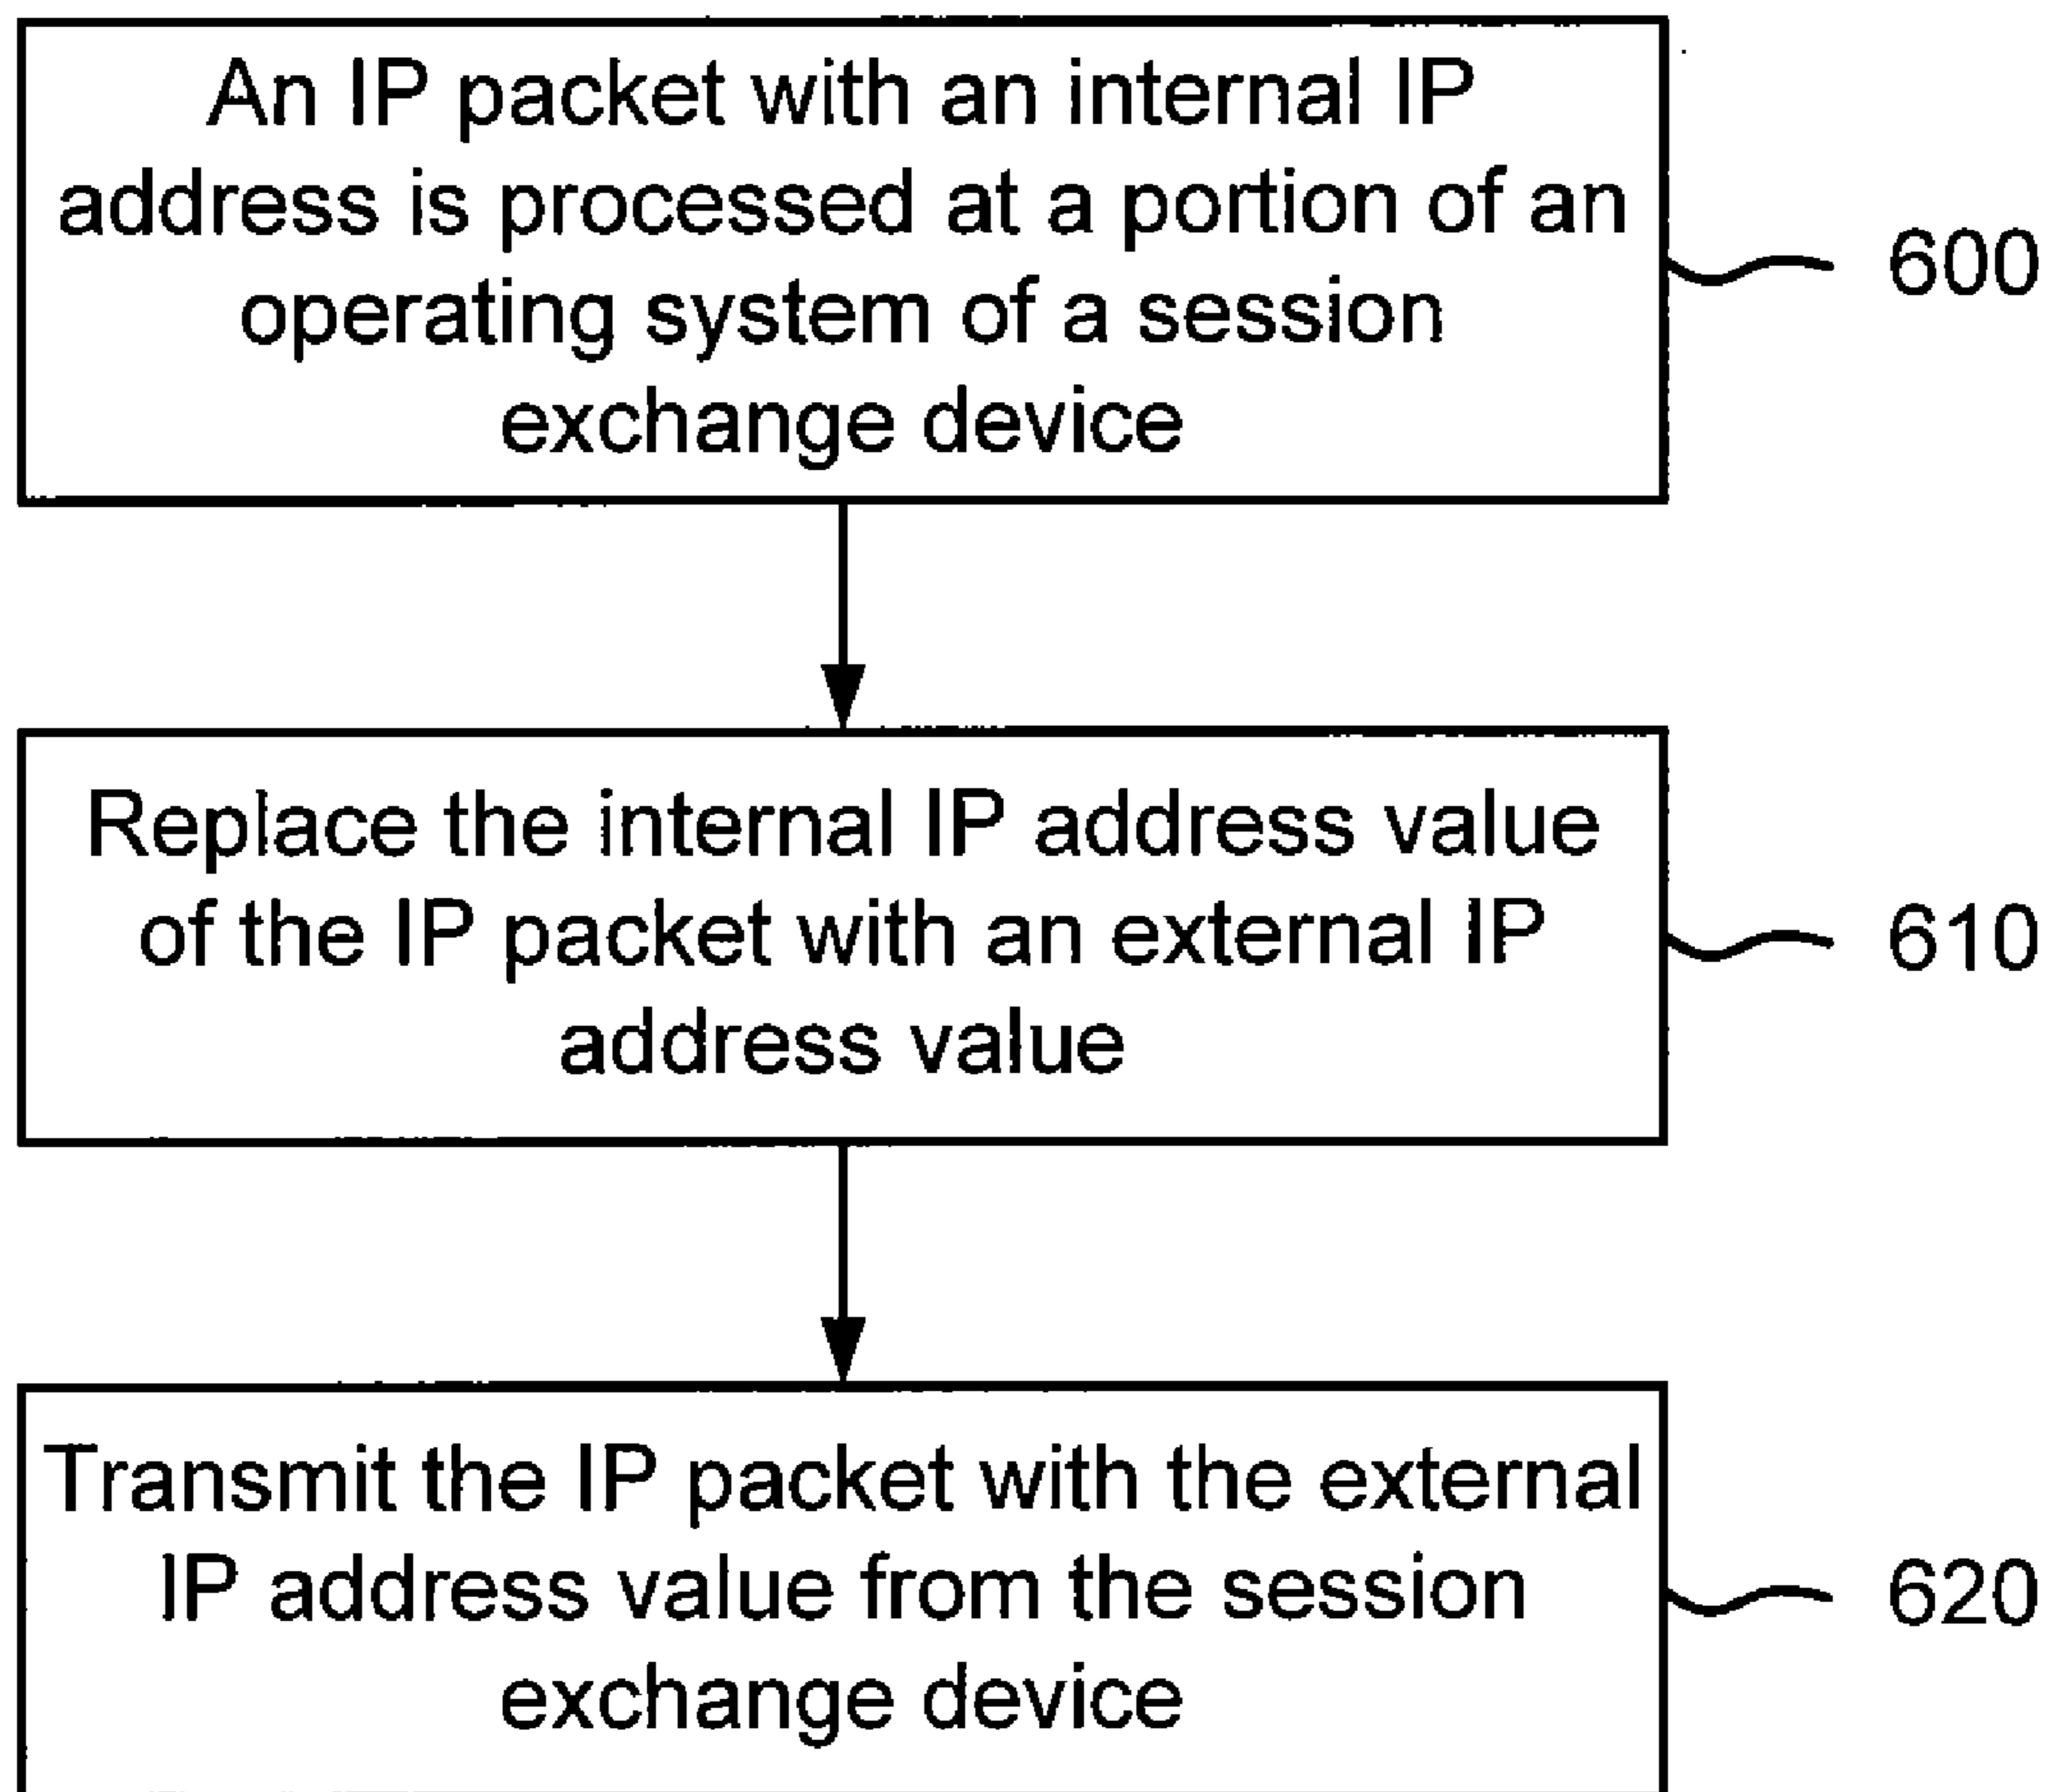 An IP packet with an internal IP
address is processed at a portion of an
operating system of a session
exchange device
600
Replace the internal IP address value
of the IP packet with an external IP
address value
610
Transmit the IP packet with the external
IP address value from the session
exchange device
620